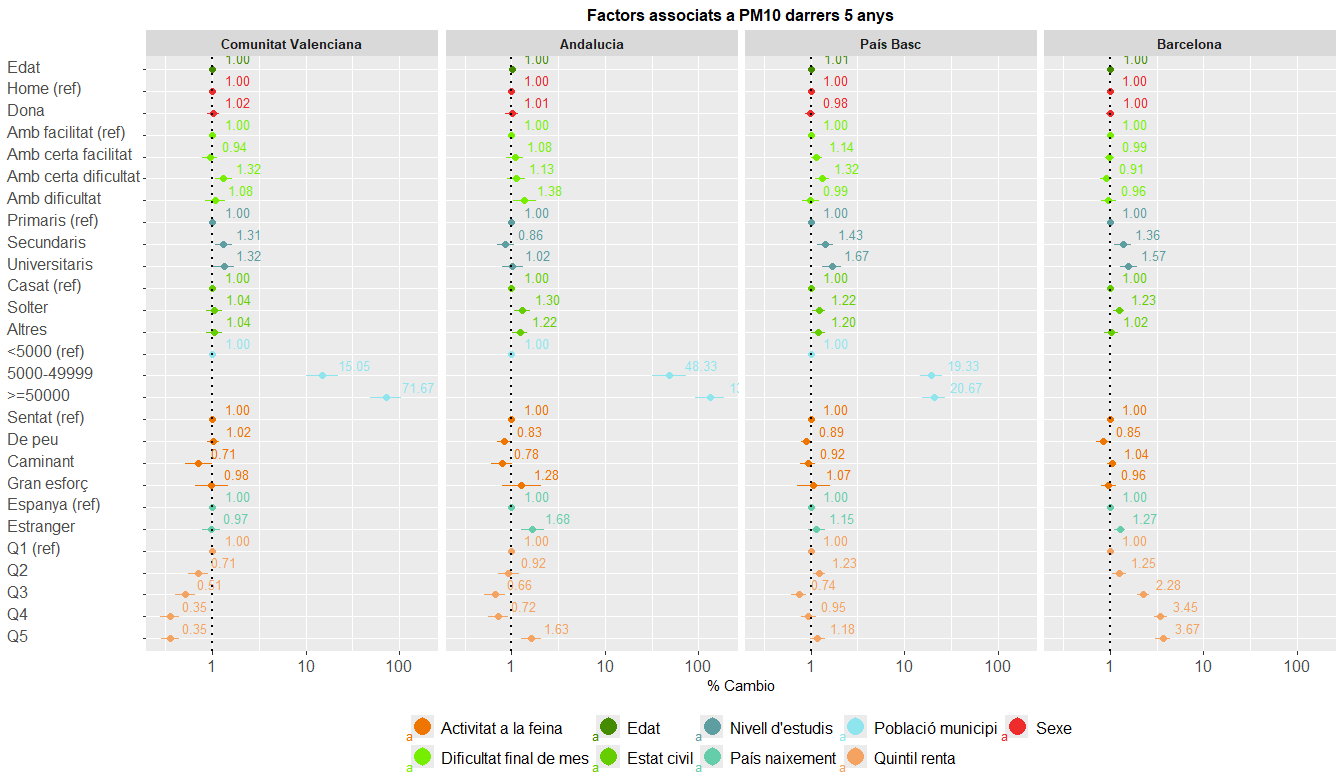 Factors associats a PM10 darrers 5 anys
Comunitat Valenciana Andalucia País Basc Barcelona
Edat 1.00 1.00 1.01 1.00
Home (ref) 1.00 1.00 1.00 1.00
Dona 1.02 1.01 0.98 1.00
Amb facilitat (ref) 1.00 1.00 1.00 1.00
Amb certa facilitat 0.94 1.08 1.14 0.99
Amb certa dificultat 1.32 1.13 1.32 0.91
Amb dificultat 1.08 1.38 0.99 0.96
Primaris (ref) 1.00 1.00 1.00 1.00
Secundaris 1.31 0.86 1.43 1.36
Universitaris 1.32 1.02 1.67 1.57
Casat (ref) 1.00 1.00 1.00 1.00
Solter 1.04 1.30 1.22 1.23
Altres 1.04 1.22 1.20 1.02
<5000 (ref) 1.00 1.00 1.00
5000-49999 15.05 48.33 19.33
>=50000 71.67 20.67
Sentat (ref) 1.00 1.00 1.00 1.00
De peu 1.02 0.83 0.89 0.85
Caminant 0.71 0.78 0.92 1.04
Gran esforç 0.98 1.28 1.07 0.96
Espanya (ref) 1.00 1.00 1.00 1.00
Estranger 0.97 1.68 1.15 1.27
Q1 (ref) 1.00 1.00 1.00 1.00
Q2 0.71 0.92 1.23 1.25
Q3 0.51 0.66 0.74 2.28
Q4 0.35 0.72 0.95 3.45
Q5 0.35 1.63 1.18 3.67
1 10 100 1 10 100 1 10 100 1 10 100
% Cambio
a Activitat a la feina a Edat a Nivell d'estudis a Població municipi a Sexe
a Dificultat final de mes a Estat civil a País naixement a Quintil renta